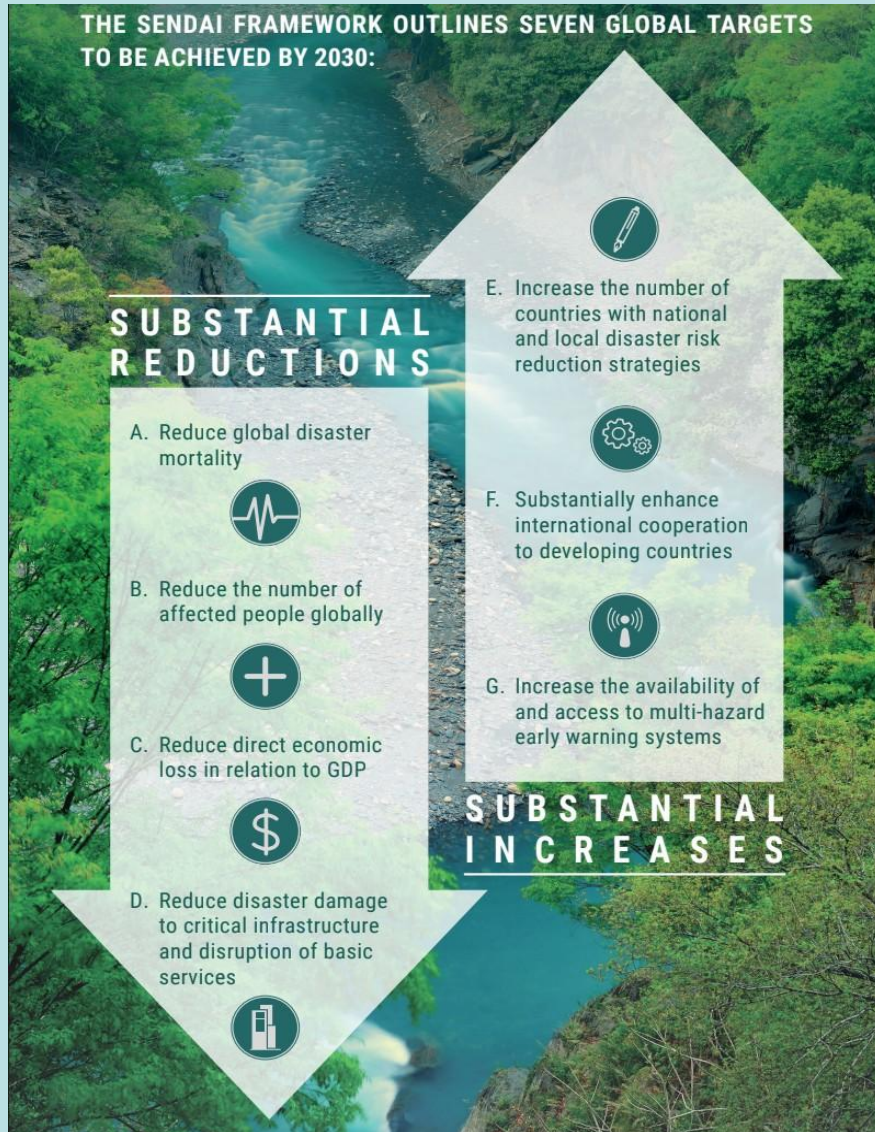 THE SENDAI FRAMEWORK OUTLINES SEVEN GLOBAL TARGETS
TO BE ACHIEVED BY 2030:
SUBSTANTIAL
REDUCTIONS
A. Reduce global disaster
mortality
B. Reduce the number of
affected people globally
C. Reduce direct economic
loss in relation to GDP
D. Reduce disaster damage
to critical infrastructure
and disruption of basic
services
E. Increase the number of
countries with national
and local disaster risk
reduction strategies
F. Substantially enhance
international cooperation
to developing countries
G. Increase the availability of
and access to multi-hazard
early warning systems
SUBSTANTIAL
INCREASES